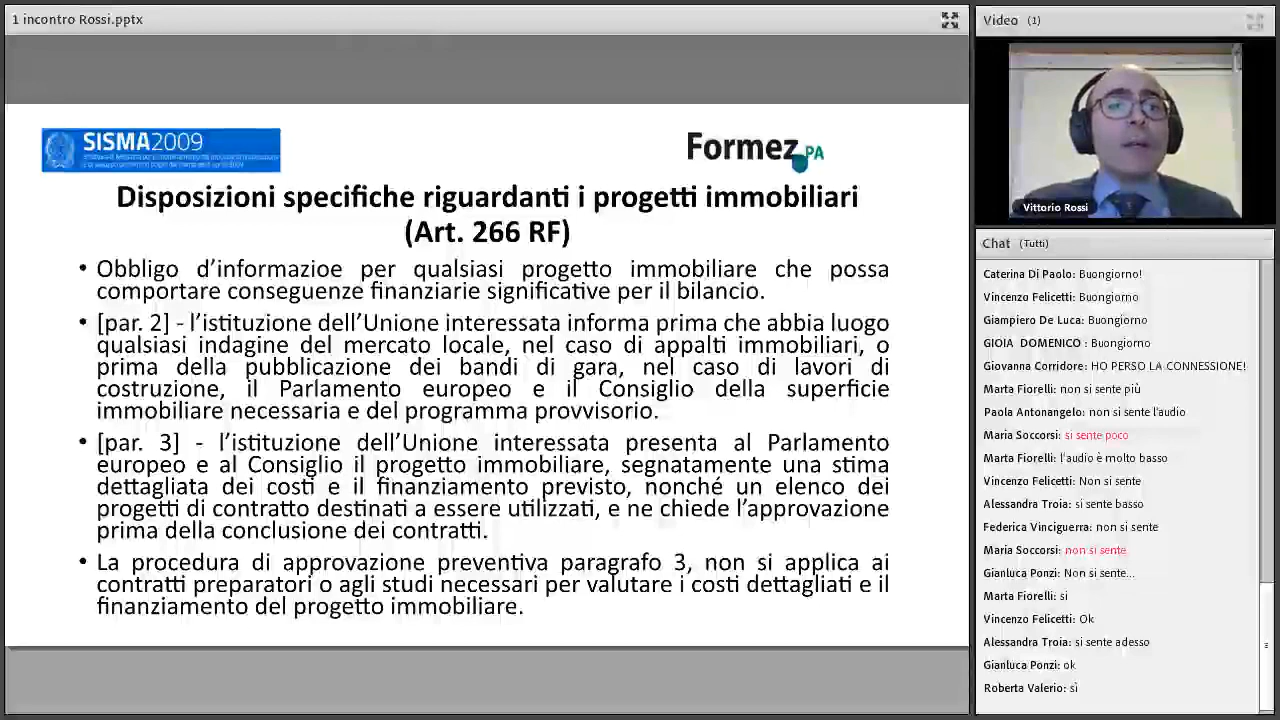 1 incontro Rossi.pptx
SISMA2009
Formez PA
Disposizioni specifiche riguardanti i progetti immobiliari
(Art. 266 RF)
• Obbligo d’informazioe per qualsiasi progetto immobiliare che possa
comportare conseguenze finanziarie significative per il bilancio.
• [par. 2] - l’istituzione dell’Unione interessata informa prima che abbia luogo
qualsiasi indagine del mercato locale, nel caso di appalti immobiliari, o
prima della pubblicazione dei bandi di gara, nel caso di lavori di
costruzione, il Parlamento europeo e il Consiglio della superficie
immobiliare necessaria e del programma provvisorio.
• [par. 3] - l’istituzione dell’Unione interessata presenta al Parlamento
europeo e al Consiglio il progetto immobiliare, segnatamente una stima
dettagliata dei costi e il finanziamento previsto, nonché un elenco dei
progetti di contratto destinati a essere utilizzati, e ne chiede l’approvazione
prima della conclusione dei contratti.
• La procedura di approvazione preventiva paragrafo 3, non si applica ai
contratti preparatori o agli studi necessari per valutare i costi dettagliati e il
finanziamento del progetto immobiliare.
Video (1)
Vittorio Rossi
Chat (Tutti)
Caterina Di Paolo: Buongiorno!
Vincenzo Felicetti: Buongiorno
Giampiero De Luca: Buongiorno
GIOIA DOMENICO : Buongiorno
Giovanna Corridore: HO PERSO LA CONNESSIONE!
Marta Fiorelli: non si sente più
Paola Antonangelo: non si sente l'audio
Maria Soccorsi: si sente poco
Marta Fiorelli: l'audio è molto basso
Vincenzo Felicetti: Non si sente
Alessandra Troia: si sente basso
Federica Vinciguerra: non si sente
Maria Soccorsi: non si sente
Gianluca Ponzi: Non si sente...
Marta Fiorelli: si
Vincenzo Felicetti: Ok
Alessandra Troia: si sente adesso
Gianluca Ponzi: ok
Roberta Valerio: sì